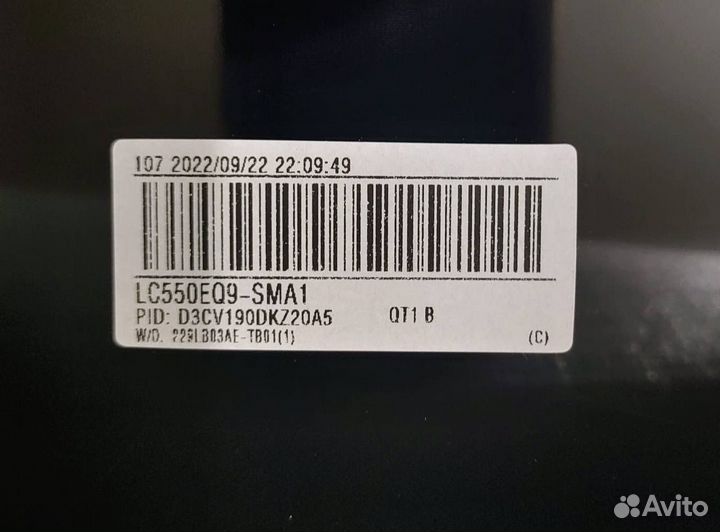 107 2022/09/22 22:09:49
LC550EQ9-SMA1
PID: D3CV190DKZ20A5 QT1 B
W/O. 229LB03AE-TB01(1) (C)
Avito